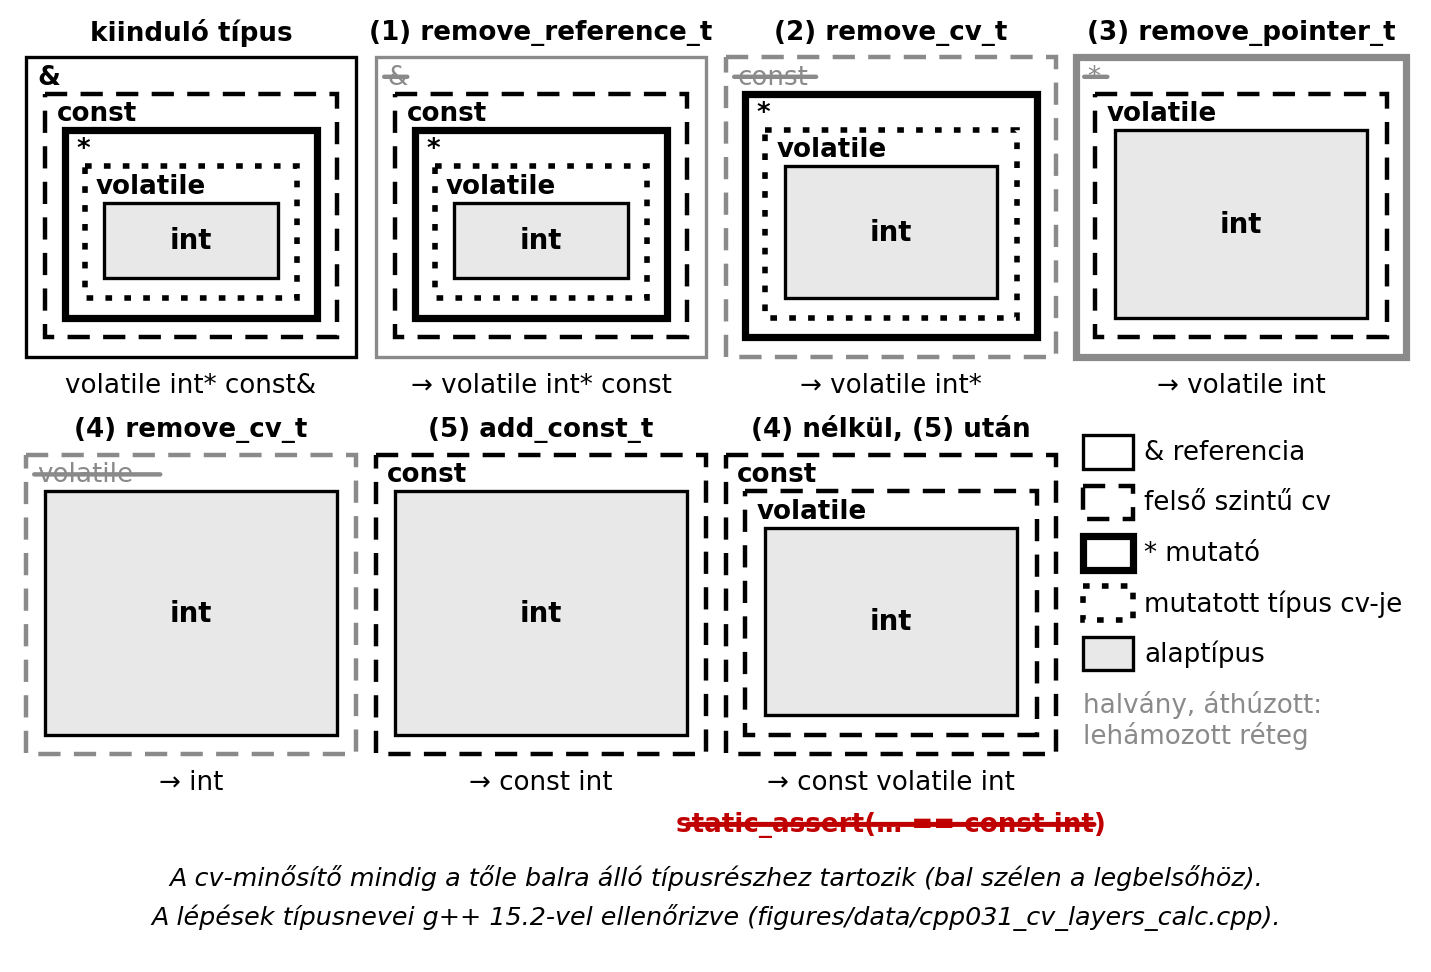 kiinduló típus
(1) remove_reference_t
(2) remove_cv_t
(3) remove_pointer_t
&
const
*
volatile
int
&
const
*
volatile
int
const
*
volatile
int
*
volatile
int
volatile int* const&
→ volatile int* const
→ volatile int*
→ volatile int
(4) remove_cv_t
(5) add_const_t
(4) nélkül, (5) után
volatile
int
const
int
const
volatile
int
& referencia
felső szintű cv
* mutató
mutatott típus cv-je
alaptípus
halvány, áthúzott:
lehámozott réteg
→ int
→ const int
→ const volatile int
static_assert(… == const int)
A cv-minősítő mindig a tőle balra álló típusrészhez tartozik (bal szélen a legbelsőhöz).
A lépések típusnevei g++ 15.2-vel ellenőrizve (figures/data/cpp031_cv_layers_calc.cpp).